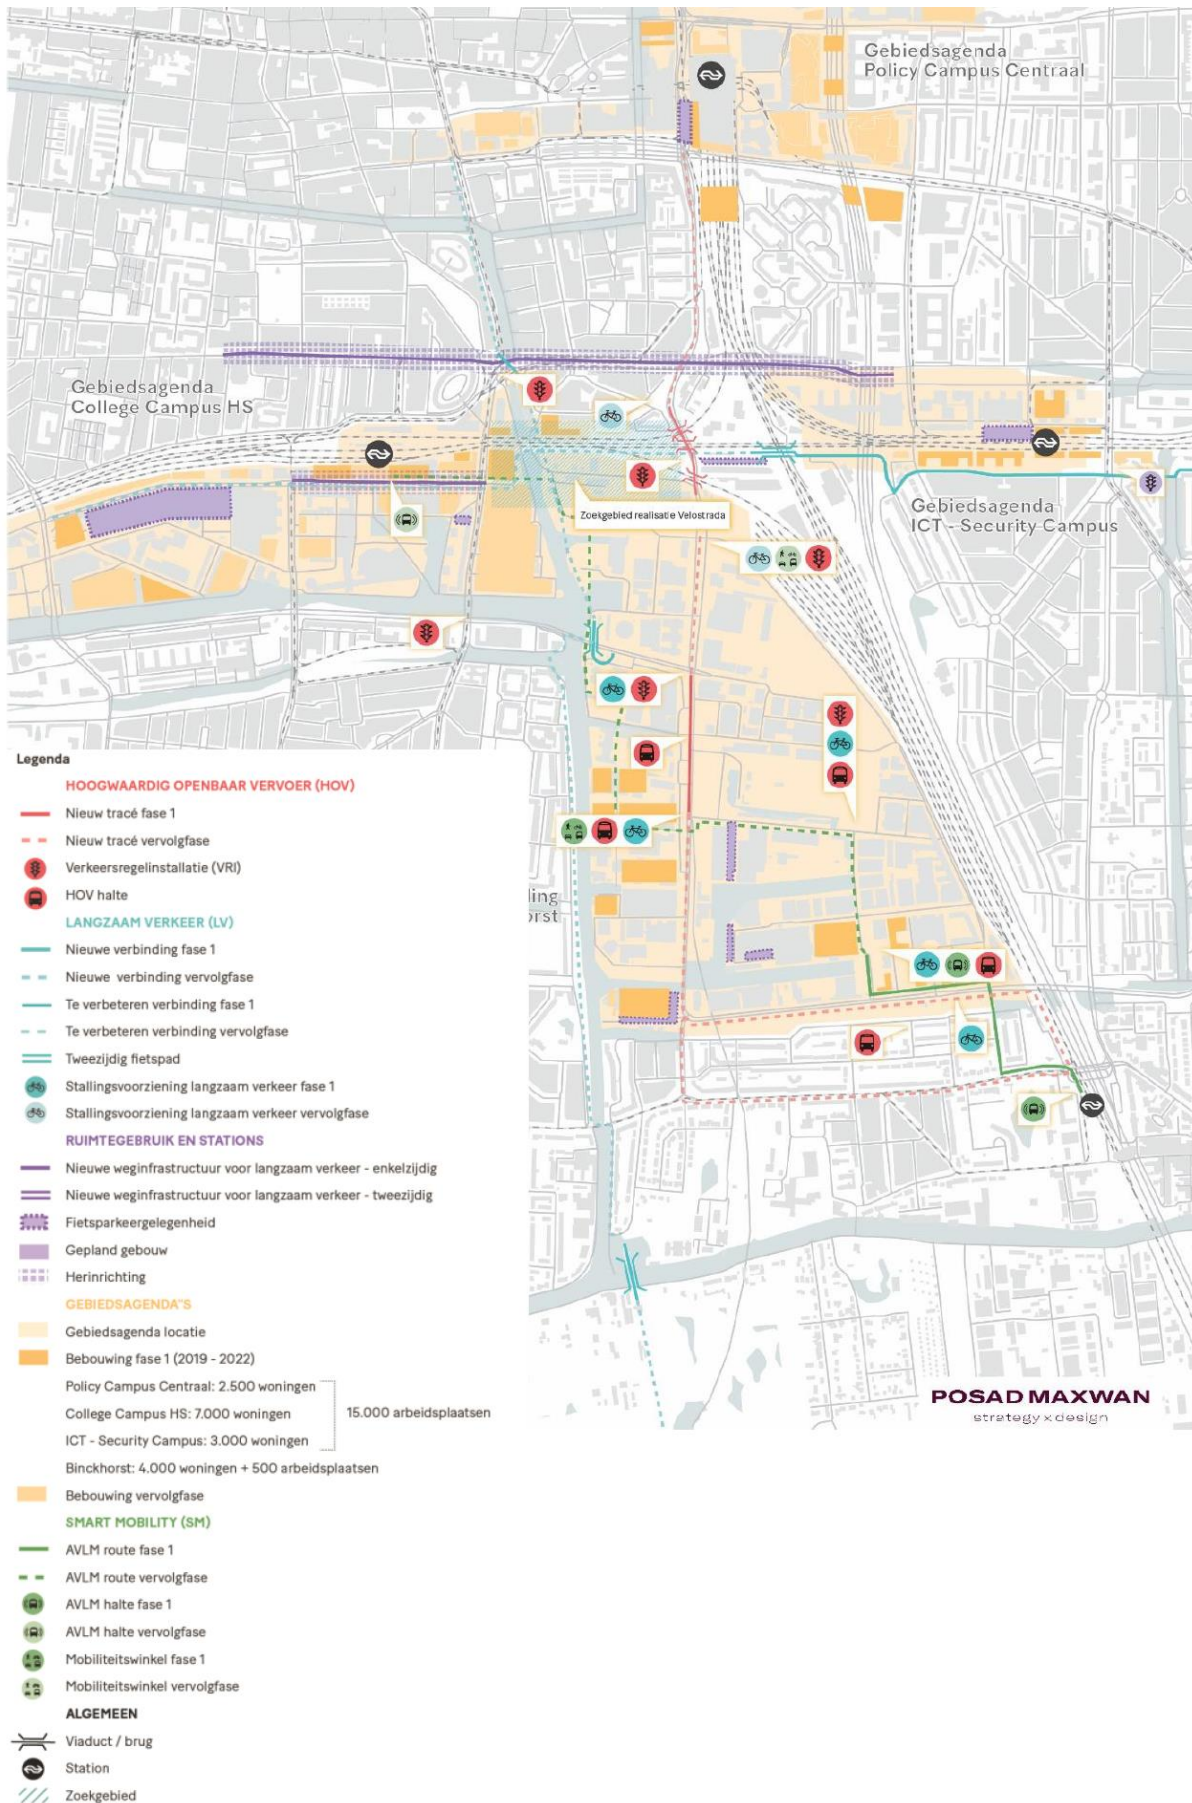 Gebiedsagenda
Policy Campus Centraal
Gebiedsagenda
College Campus HS
Zoekgebied realisatie Velostrada
Gebiedsagenda
ICT - Security Campus
ling
orst
Legenda
HOOGWAARDIG OPENBAAR VERVOER (HOV)
Nieuw tracé fase 1
Nieuw tracé vervolgfase
Verkeersregelinstallatie (VRI)
HOV halte
LANGZAAM VERKEER (LV)
Nieuwe verbinding fase 1
Nieuwe verbinding vervolgfase
Te verbeteren verbinding fase 1
Te verbeteren verbinding vervolgfase
Tweezijdig fietspad
Stallingsvoorziening langzaam verkeer fase 1
Stallingsvoorziening langzaam verkeer vervolgfase
RUIMTEGEBRUIK EN STATIONS
Nieuwe weginfrastructuur voor langzaam verkeer - enkelzijdig
Nieuwe weginfrastructuur voor langzaam verkeer - tweezijdig
Fietsparkeergelegenheid
Gepland gebouw
Herinrichting
GEBIEDSAGENDA"S
Gebiedsagenda locatie
Bebouwing fase 1 (2019 - 2022)
Policy Campus Centraal: 2.500 woningen
College Campus HS: 7.000 woningen
15.000 arbeidsplaatsen
ICT - Security Campus: 3.000 woningen
Binckhorst: 4.000 woningen + 500 arbeidsplaatsen
Bebouwing vervolgfase
SMART MOBILITY (SM)
AVLM route fase 1
AVLM route vervolgfase
AVLM halte fase 1
AVLM halte vervolgfase
Mobiliteitswinkel fase 1
Mobiliteitswinkel vervolgfase
ALGEMEEN
Viaduct / brug
Station
Zoekgebied
POSAD MAXWAN
strategy x design